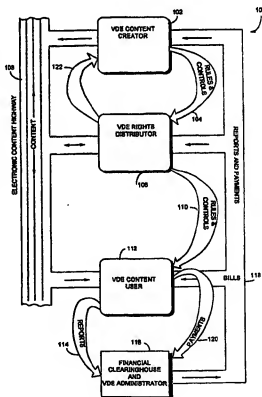 10
102
VDE CONTENT
CREATOR
108
122
RULES &
CONTROLS
104
ELECTRONIC CONTENT HIGHWAY
CONTENT
VDE RIGHTS
DISTRIBUTOR
106
REPORTS AND PAYMENTS
110
RULES &
CONTROLS
112
VDE CONTENT
USER
BILLS
118
114
REPORTS
PAYMENTS
120
116
FINANCIAL
CLEARINGHOUSE
AND
VDE ADMINISTRATOR